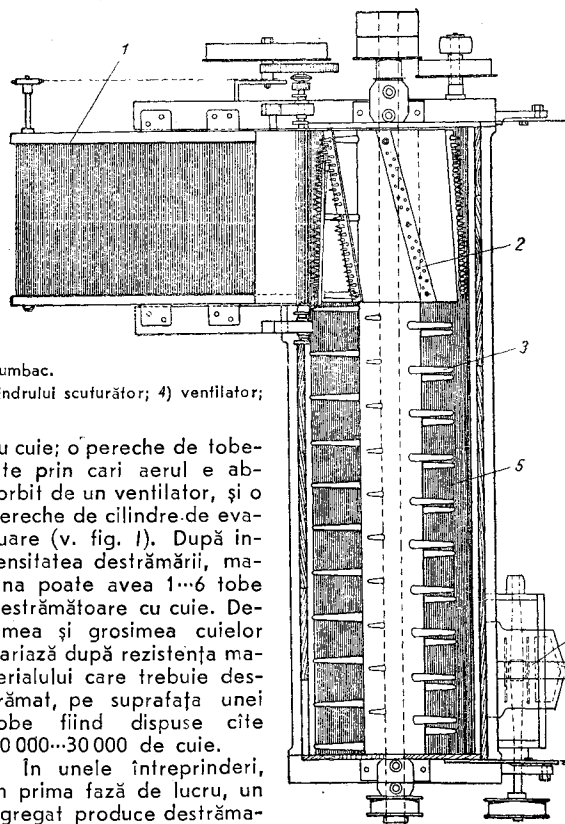 1
2
3
5
umbac.
indrului scuturător; 4) ventilator;
u cuie; o pereche de tobe-
te prin cari aerul e ab-
orbit de un ventilator, și o
ereche de cilindre de eva-
uare (v. fig. I). După in-
ensitatea destrămării, ma-
na poate avea 1···6 tobe
estrămătoare cu cuie. De-
mea și grosimea cuielor
ariază după rezistența ma-
erialului care trebuie des-
rămat, pe suprafața unei
obe fiind dispuse cîte
0 000···30 000 de cuie.
În unele întreprinderi,
n prima fază de lucru, un
gregat produce destrăma-